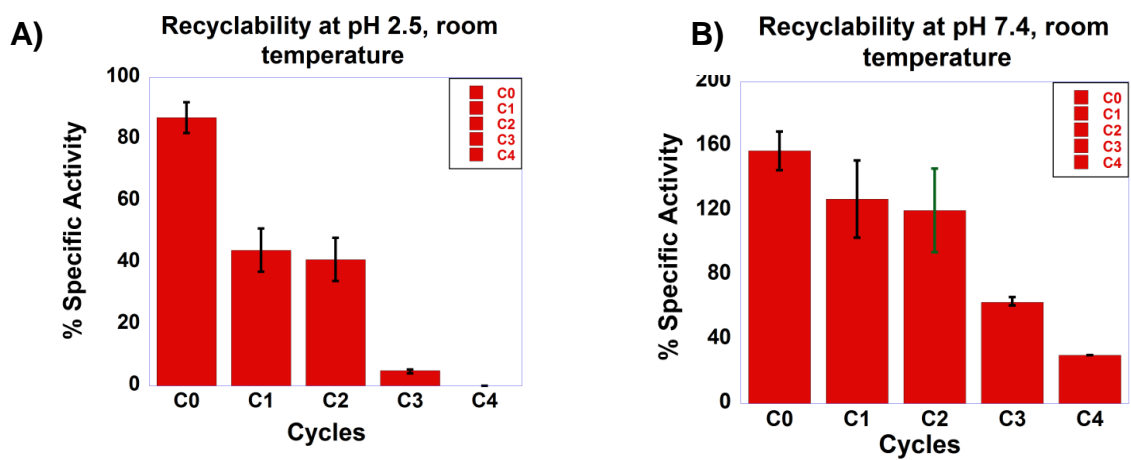 A)
Recyclability at pH 2.5, room
temperature
% Specific Activity
100
80
60
40
20
0
C0
C1
C2
C3
C4
C0 C1 C2 C3 C4
Cycles
B)
Recyclability at pH 7.4, room
temperature
% Specific Activity
200
160
120
80
40
0
C0
C1
C2
C3
C4
C0 C1 C2 C3 C4
Cycles